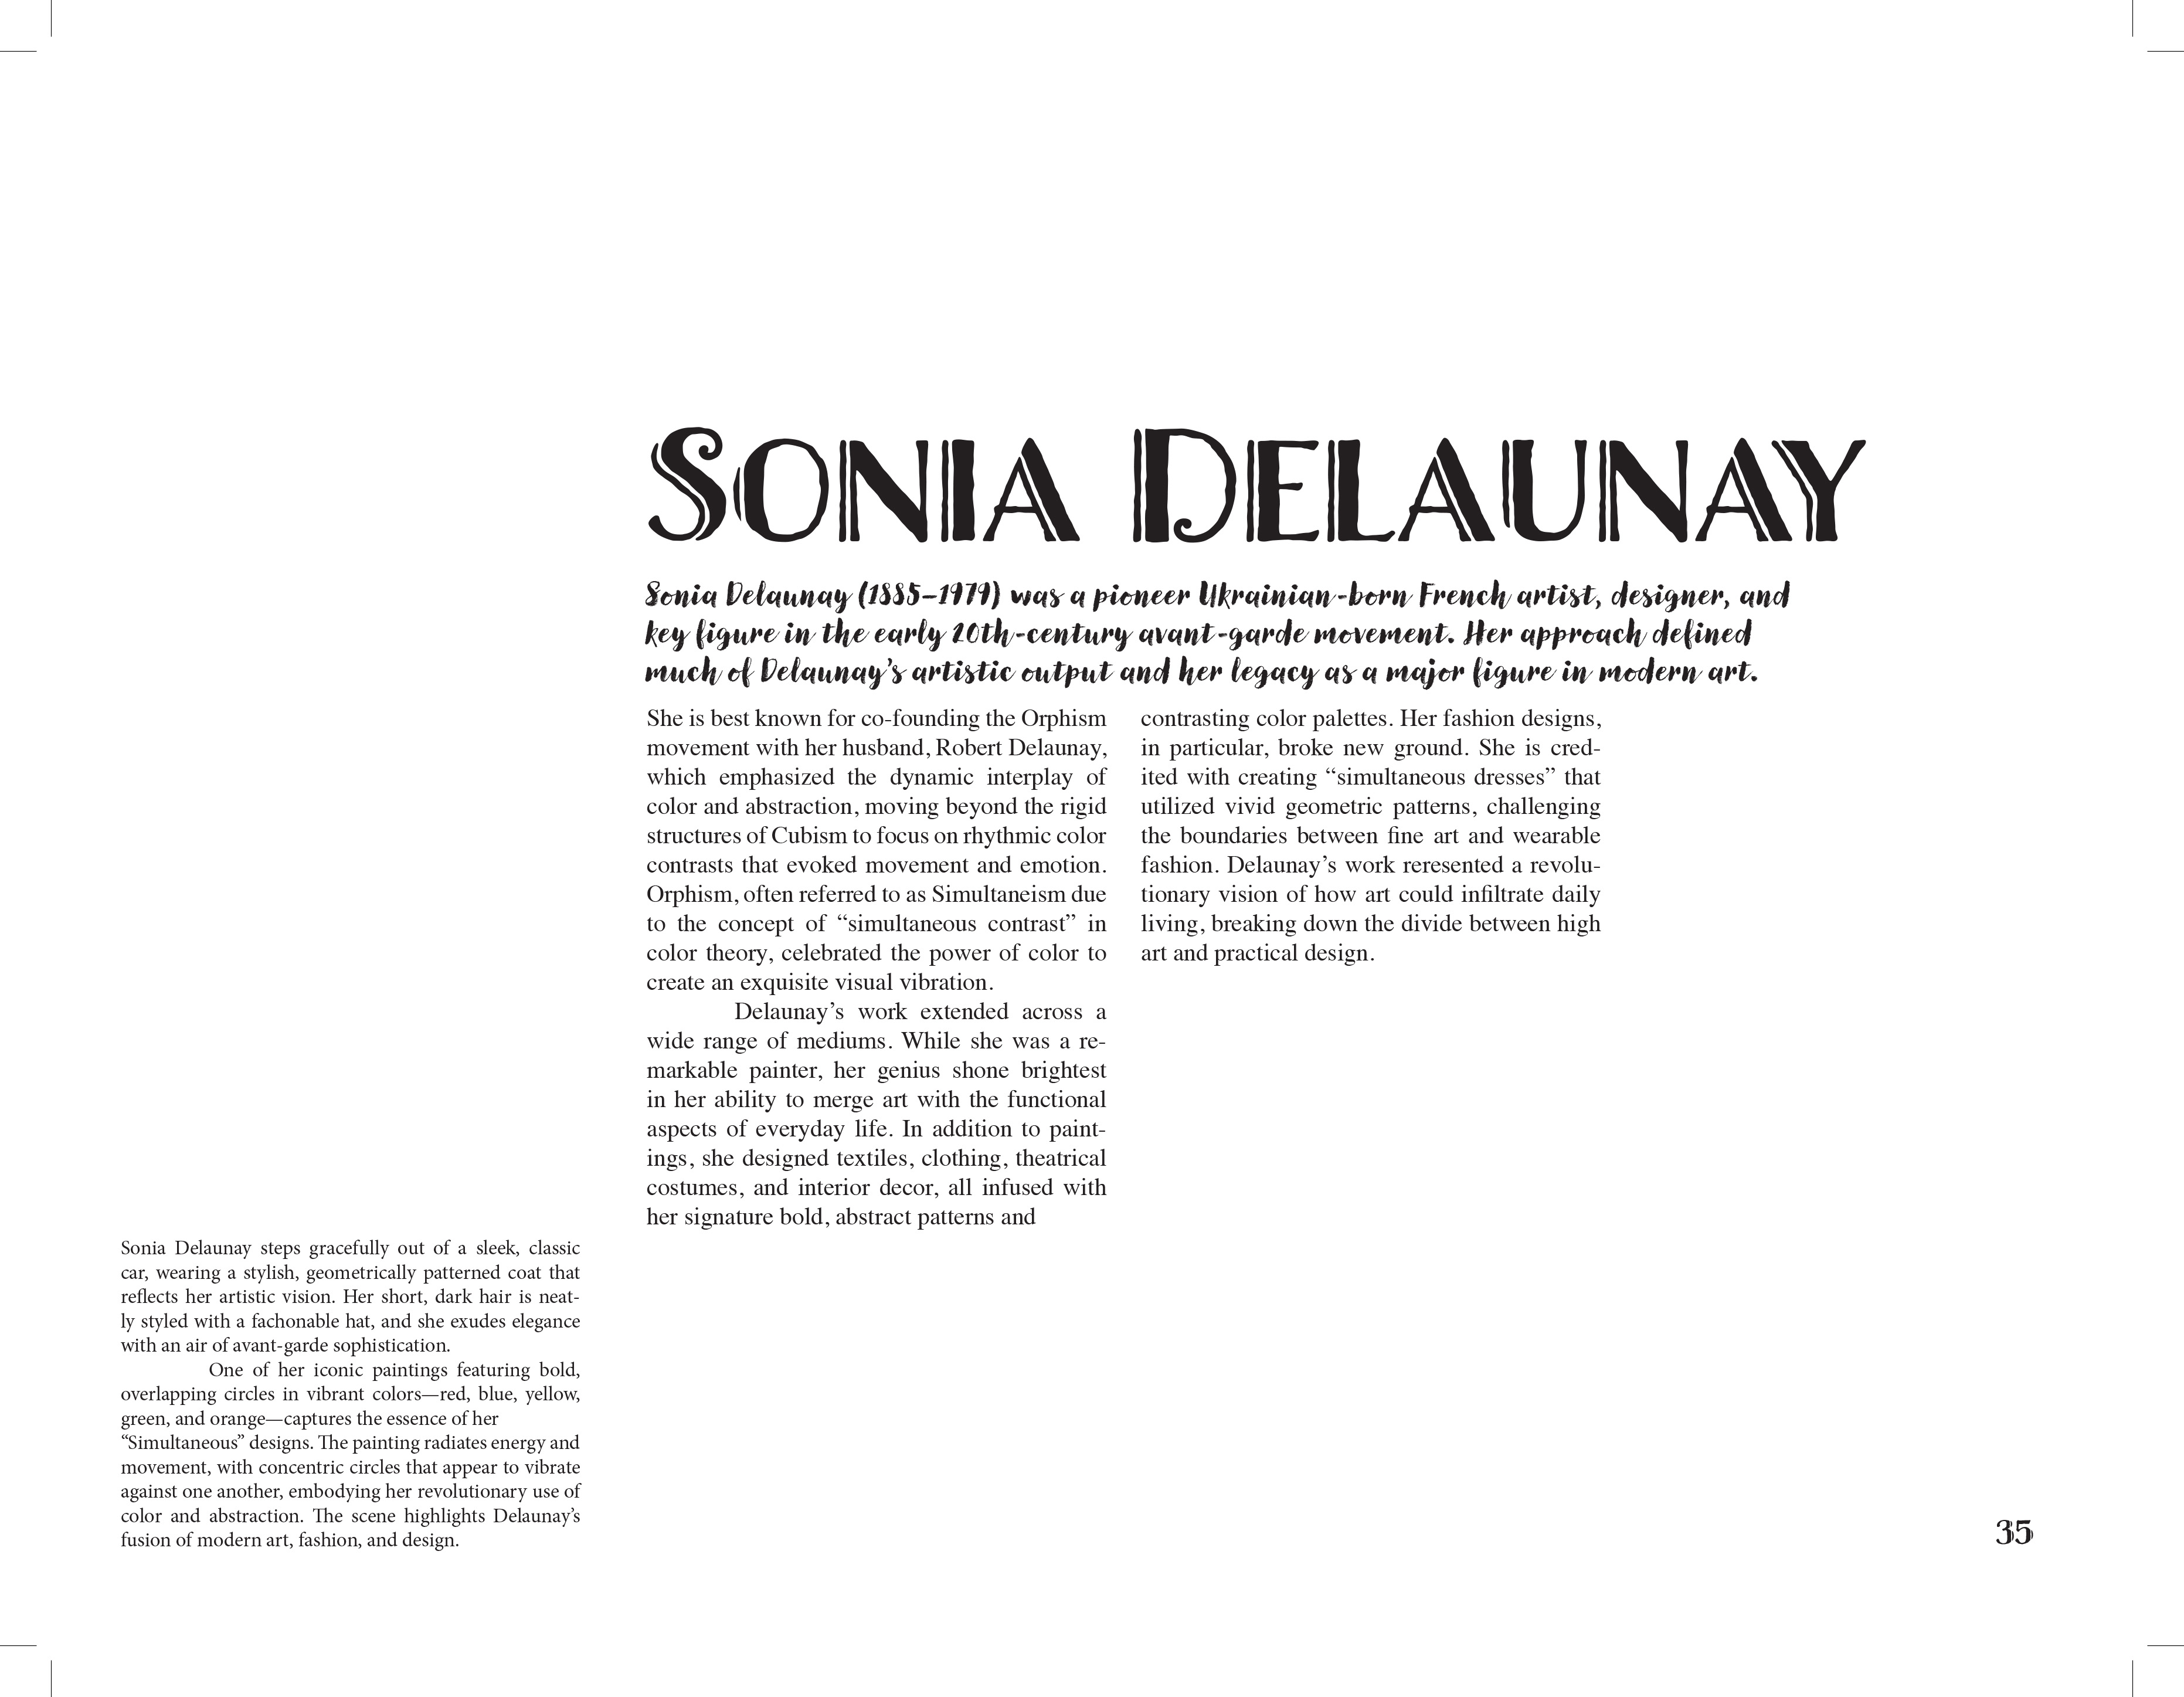 SONIA DELAUNAY
Sonia Delaunay (1885–1979) was a pioneer Ukrainian-born French artist, designer, and
key figure in the early 20th-century avant-garde movement. Her approach defined
much of Delaunay’s artistic output and her legacy as a major figure in modern art.
She is best known for co-founding the Orphism
movement with her husband, Robert Delaunay,
which emphasized the dynamic interplay of
color and abstraction, moving beyond the rigid
structures of Cubism to focus on rhythmic color
contrasts that evoked movement and emotion.
Orphism, often referred to as Simultaneism due
to the concept of “simultaneous contrast” in
color theory, celebrated the power of color to
create an exquisite visual vibration.
Delaunay’s work extended across a
wide range of mediums. While she was a re-
markable painter, her genius shone brightest
in her ability to merge art with the functional
aspects of everyday life. In addition to paint-
ings, she designed textiles, clothing, theatrical
costumes, and interior decor, all infused with
her signature bold, abstract patterns and
contrasting color palettes. Her fashion designs,
in particular, broke new ground. She is cred-
ited with creating “simultaneous dresses” that
utilized vivid geometric patterns, challenging
the boundaries between fine art and wearable
fashion. Delaunay’s work reresented a revolu-
tionary vision of how art could infiltrate daily
living, breaking down the divide between high
art and practical design.
Sonia Delaunay steps gracefully out of a sleek, classic
car, wearing a stylish, geometrically patterned coat that
reflects her artistic vision. Her short, dark hair is neat-
ly styled with a fachonable hat, and she exudes elegance
with an air of avant-garde sophistication.
One of her iconic paintings featuring bold,
overlapping circles in vibrant colors—red, blue, yellow,
green, and orange—captures the essence of her
“Simultaneous” designs. The painting radiates energy and
movement, with concentric circles that appear to vibrate
against one another, embodying her revolutionary use of
color and abstraction. The scene highlights Delaunay’s
fusion of modern art, fashion, and design.
35